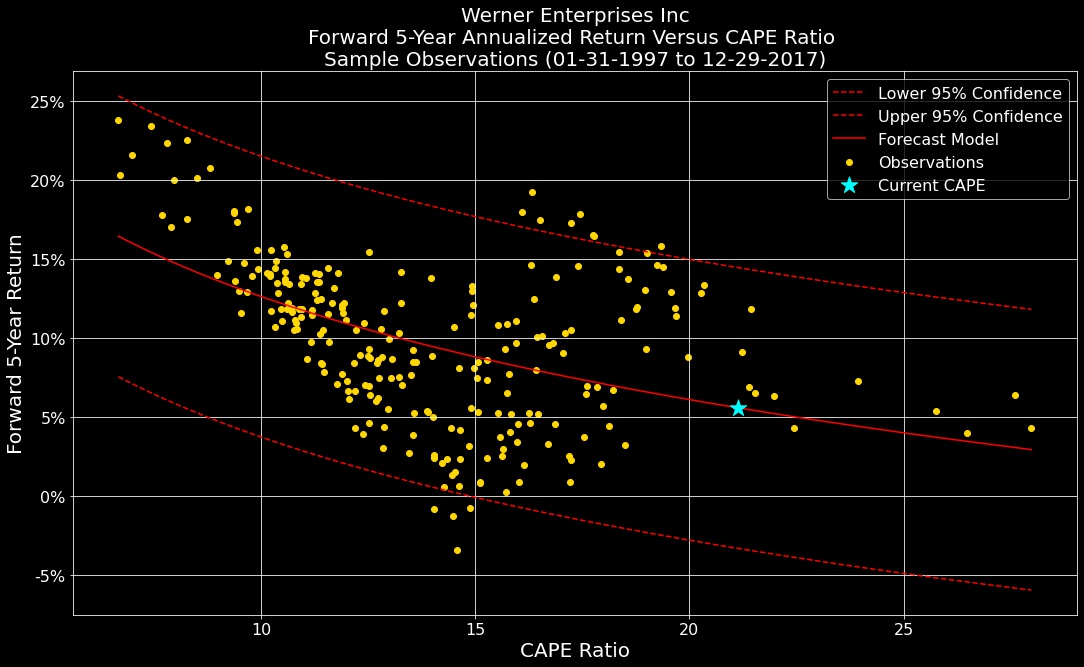 Werner Enterprises Inc
Forward 5-Year Annualized Return Versus CAPE Ratio
Sample Observations (01-31-1997 to 12-29-2017)
Lower 95% Confidence
Upper 95% Confidence
Forecast Model
Observations
Current CAPE
Forward 5-Year Return
25%
20%
15%
10%
5%
0%
-5%
10
15
20
25
CAPE Ratio